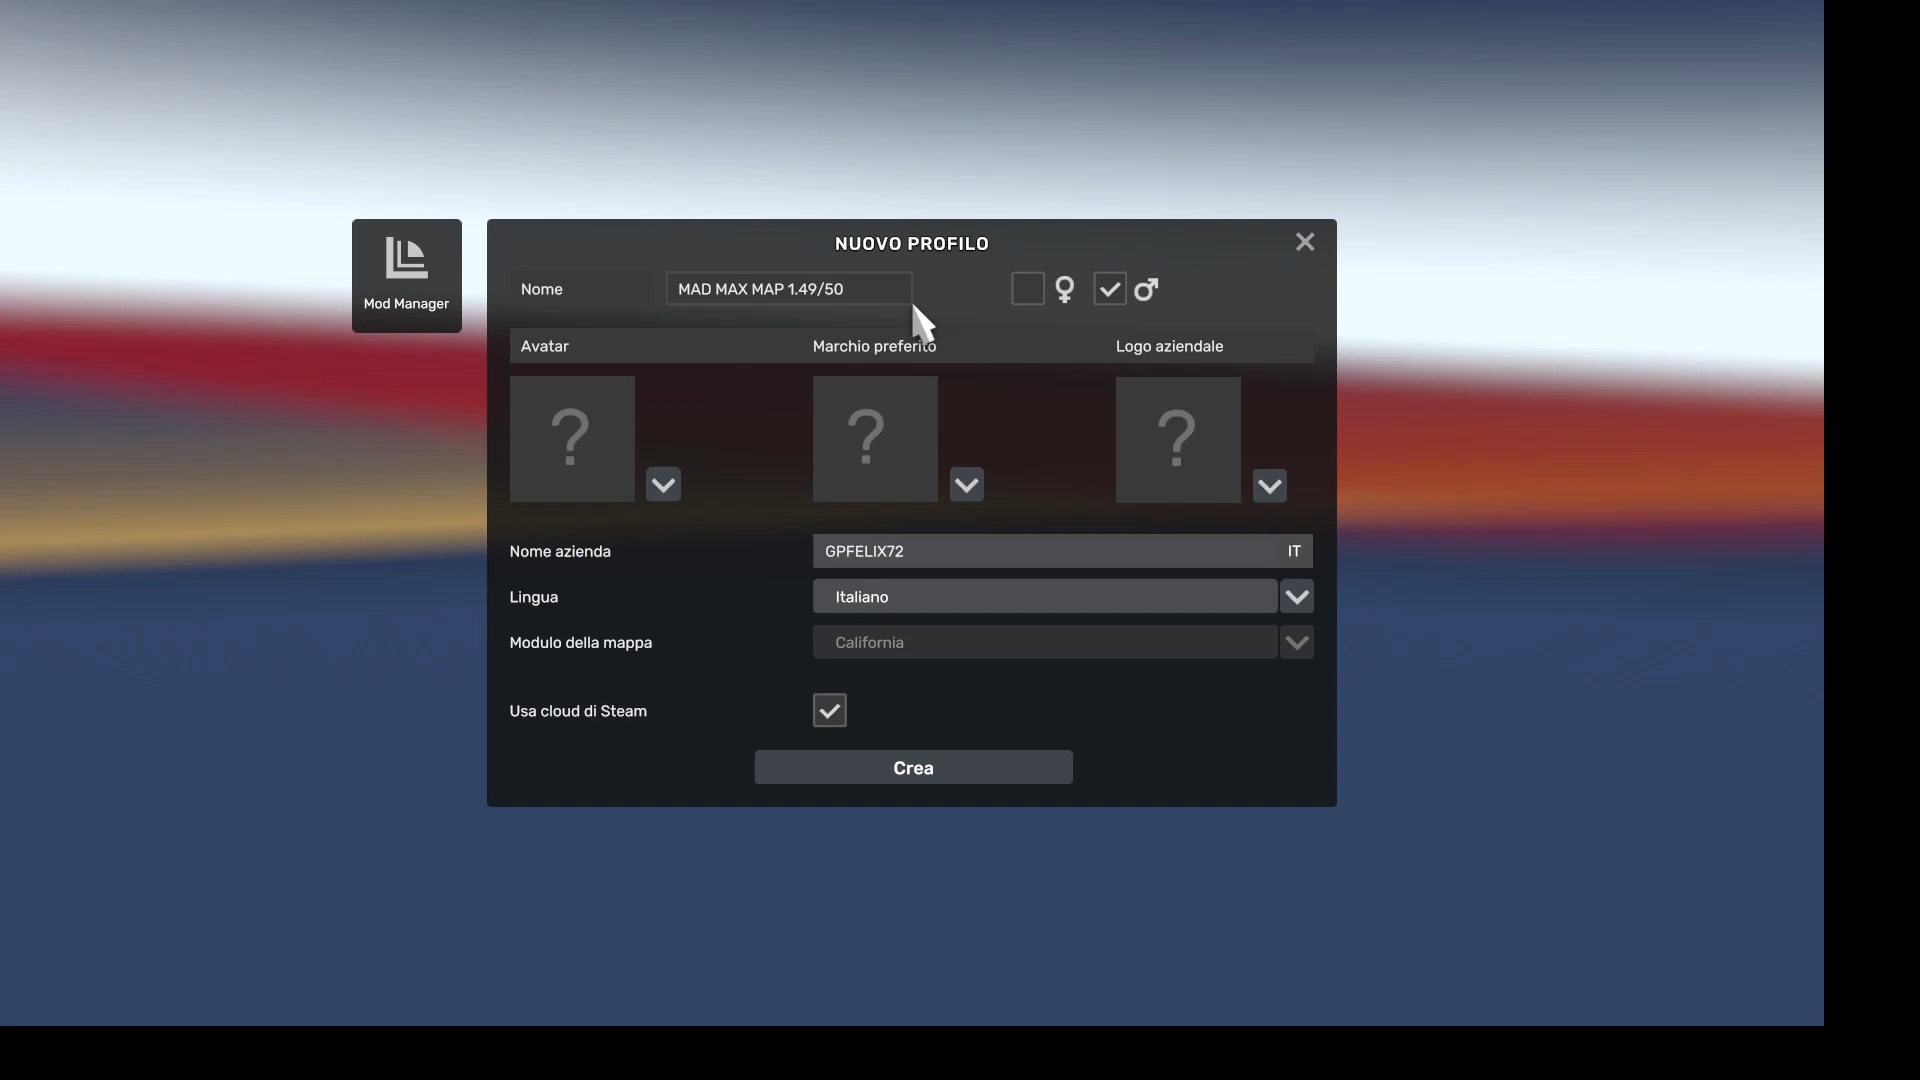 Mod Manager
NUOVO PROFILO
Nome
MAD MAX MAP 1.49/50
Avatar
Marchio preferito
Logo aziendale
?
?
?
Nome azienda
GPFELIX72
IT
Lingua
Italiano
Modulo della mappa
California
Usa cloud di Steam
Crea